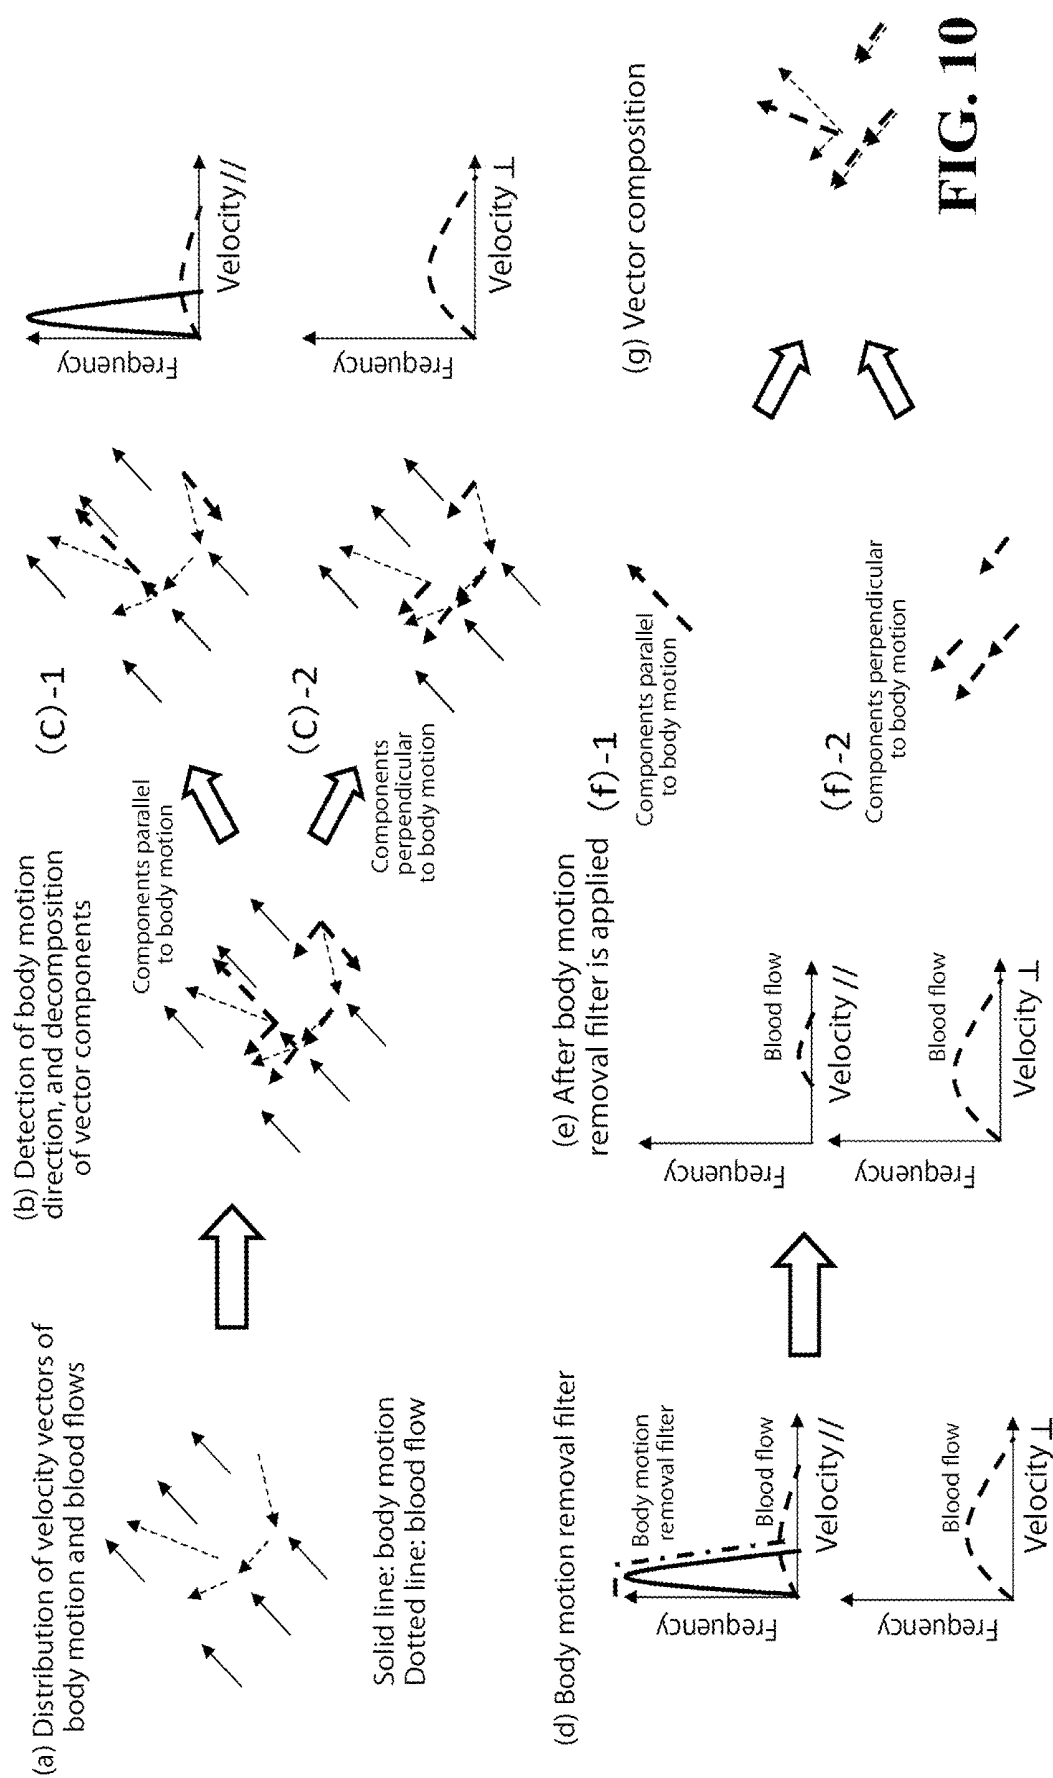 (a) Distribution of velocity vectors of
body motion and blood flows
Solid line: body motion
Dotted line: blood flow
(b) Detection of body motion
direction, and decomposition
of vector components
Components parallel
to body motion
Components
perpendicular
to body motion
(C)-1
Frequency
Velocity //
(C)-2
Frequency
Velocity ⊥
(d) Body motion removal filter
Frequency
Body motion
removal filter
Blood flow
Velocity //
Frequency
Blood flow
Velocity ⊥
(e) After body motion
removal filter is applied
Frequency
Blood flow
Velocity //
Frequency
Blood flow
Velocity ⊥
(f)-1
Components parallel
to body motion
(f)-2
Components perpendicular
to body motion
(g) Vector composition
FIG. 10